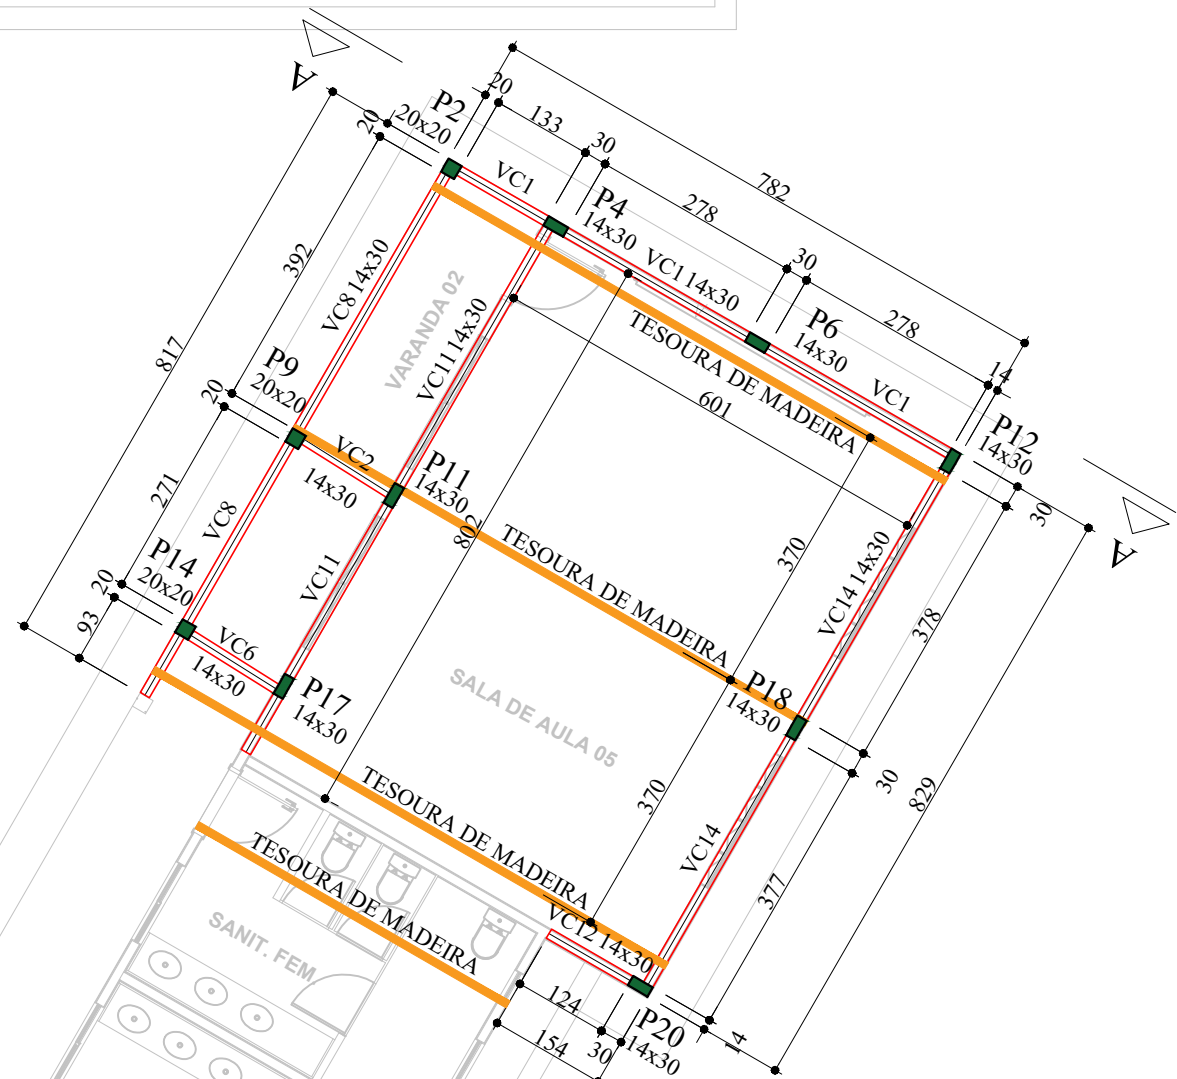 A
20
782
133
30
P2
20x20
20
VC1
P4
14x30
278
VC1 14x30
30
P6
14x30
278
14
VC1
P12
14x30
30
A
817
392
VC8 14x30
VARANDA 02
VC11 14x30
TESOURA DE MADEIRA
601
P9
20x20
20
VC2
14x30
P11
14x30
802
TESOURA DE MADEIRA
370
VC14 14x30
378
271
VC8
VC11
P14
20x20
20
93
VC6
14x30
P17
14x30
SALA DE AULA 05
P18
14x30
30
829
370
VC14
377
TESOURA DE MADEIRA
TESOURA DE MADEIRA
SANIT. FEM.
VC12 14x30
124
154
30
P20
14x30
14